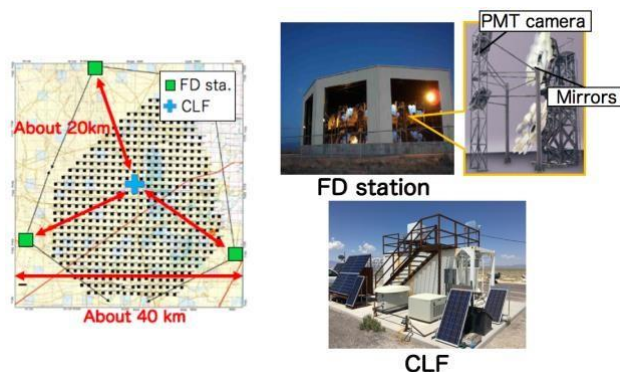 FD sta.
CLF
About 20km
About 40 km
PMT camera
Mirrors
FD station
CLF